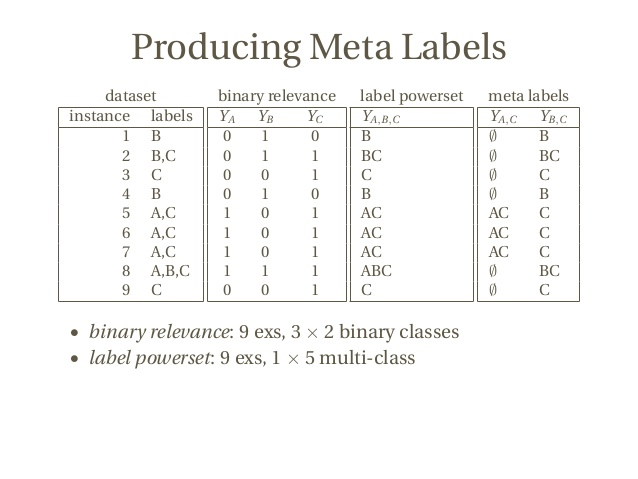 Producing Meta Labels
dataset binary relevance label powerset meta labels
instance labels Y_A Y_B Y_C Y_{A,B,C} Y_{A,C} Y_{B,C}
1 B 0 1 0 B ∅ B
2 B,C 0 1 1 BC ∅ BC
3 C 0 0 1 C ∅ C
4 B 0 1 0 B ∅ B
5 A,C 1 0 1 AC AC C
6 A,C 1 0 1 AC AC C
7 A,C 1 0 1 AC AC C
8 A,B,C 1 1 1 ABC ∅ BC
9 C 0 0 1 C ∅ C
• binary relevance: 9 exs, 3 × 2 binary classes
• label powerset: 9 exs, 1 × 5 multi-class